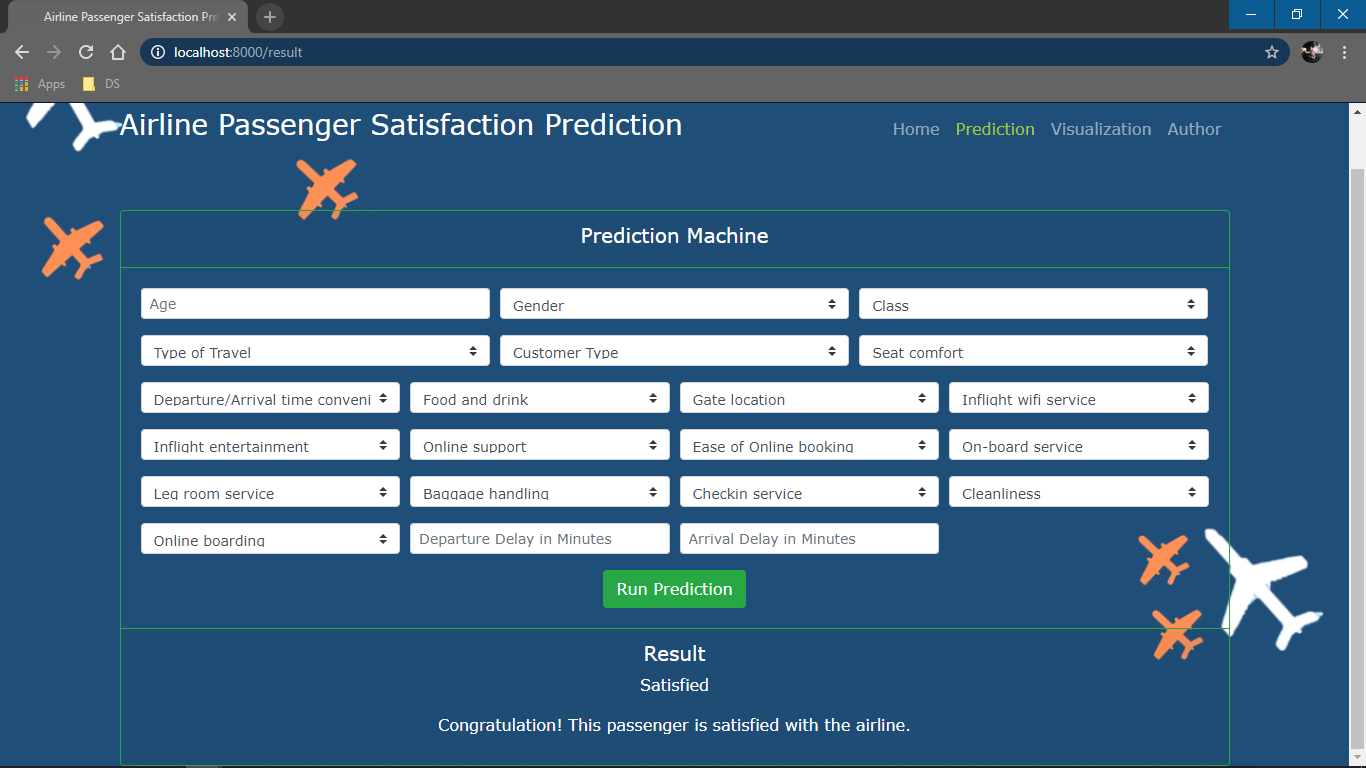 Airline Passenger Satisfaction Pre
localhost:8000/result
Apps DS
Airline Passenger Satisfaction Prediction
Home Prediction Visualization Author
Prediction Machine
Age Gender Class
Type of Travel Customer Type Seat comfort
Departure/Arrival time conveni Food and drink Gate location Inflight wifi service
Inflight entertainment Online support Ease of Online booking On-board service
Leg room service Baggage handling Checkin service Cleanliness
Online boarding Departure Delay in Minutes Arrival Delay in Minutes
Run Prediction
Result
Satisfied
Congratulation! This passenger is satisfied with the airline.